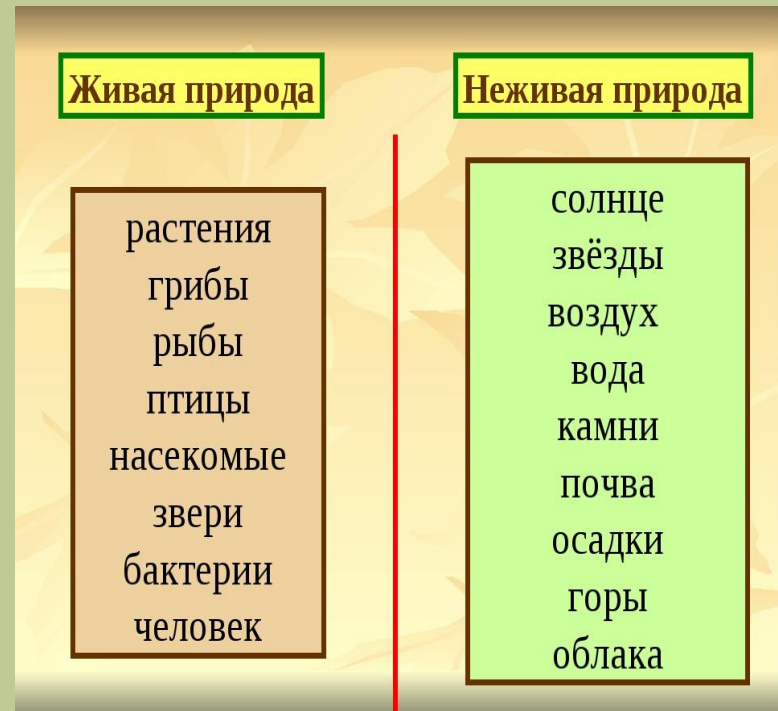 Живая природа
растения
грибы
рыбы
птицы
насекомые
звери
бактерии
человек
Неживая природа
солнце
звёзды
воздух
вода
камни
почва
осадки
горы
облака